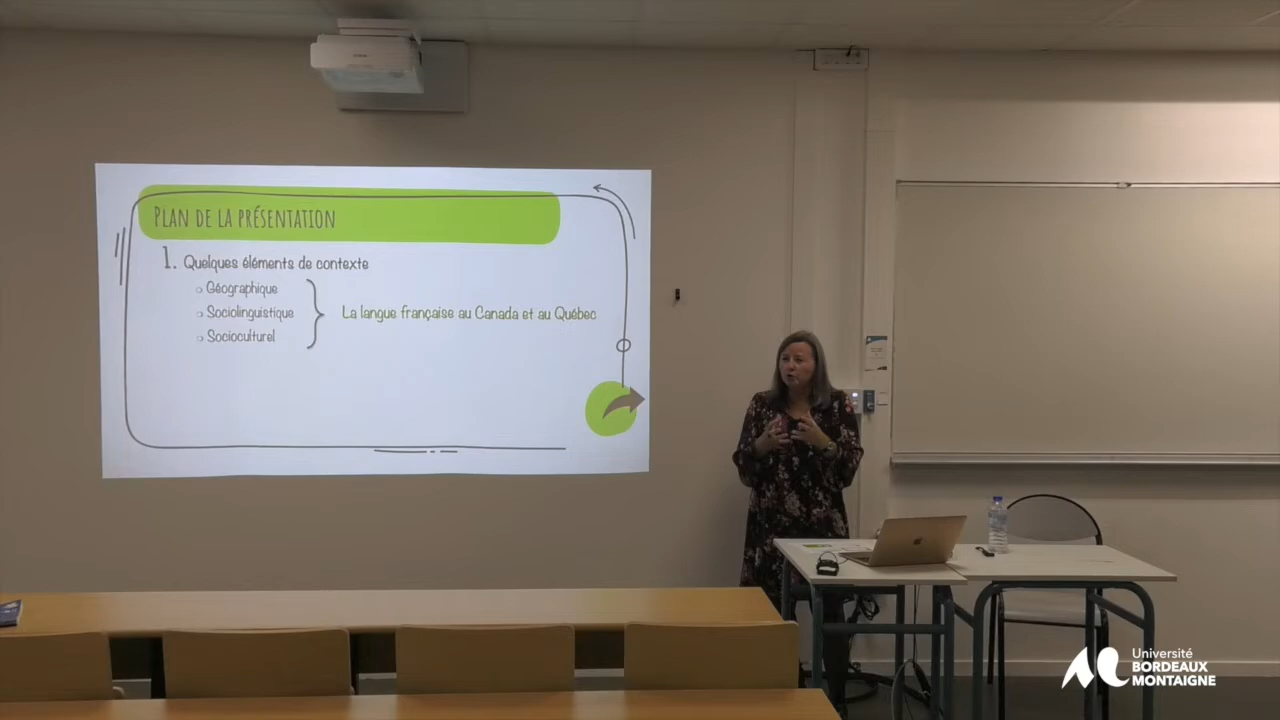 PLAN DE LA PRÉSENTATION
1. Quelques éléments de contexte
Géographique
Sociolinguistique
Socioculturel
La langue française au Canada et au Québec
Université
BORDEAUX
MONTAIGNE